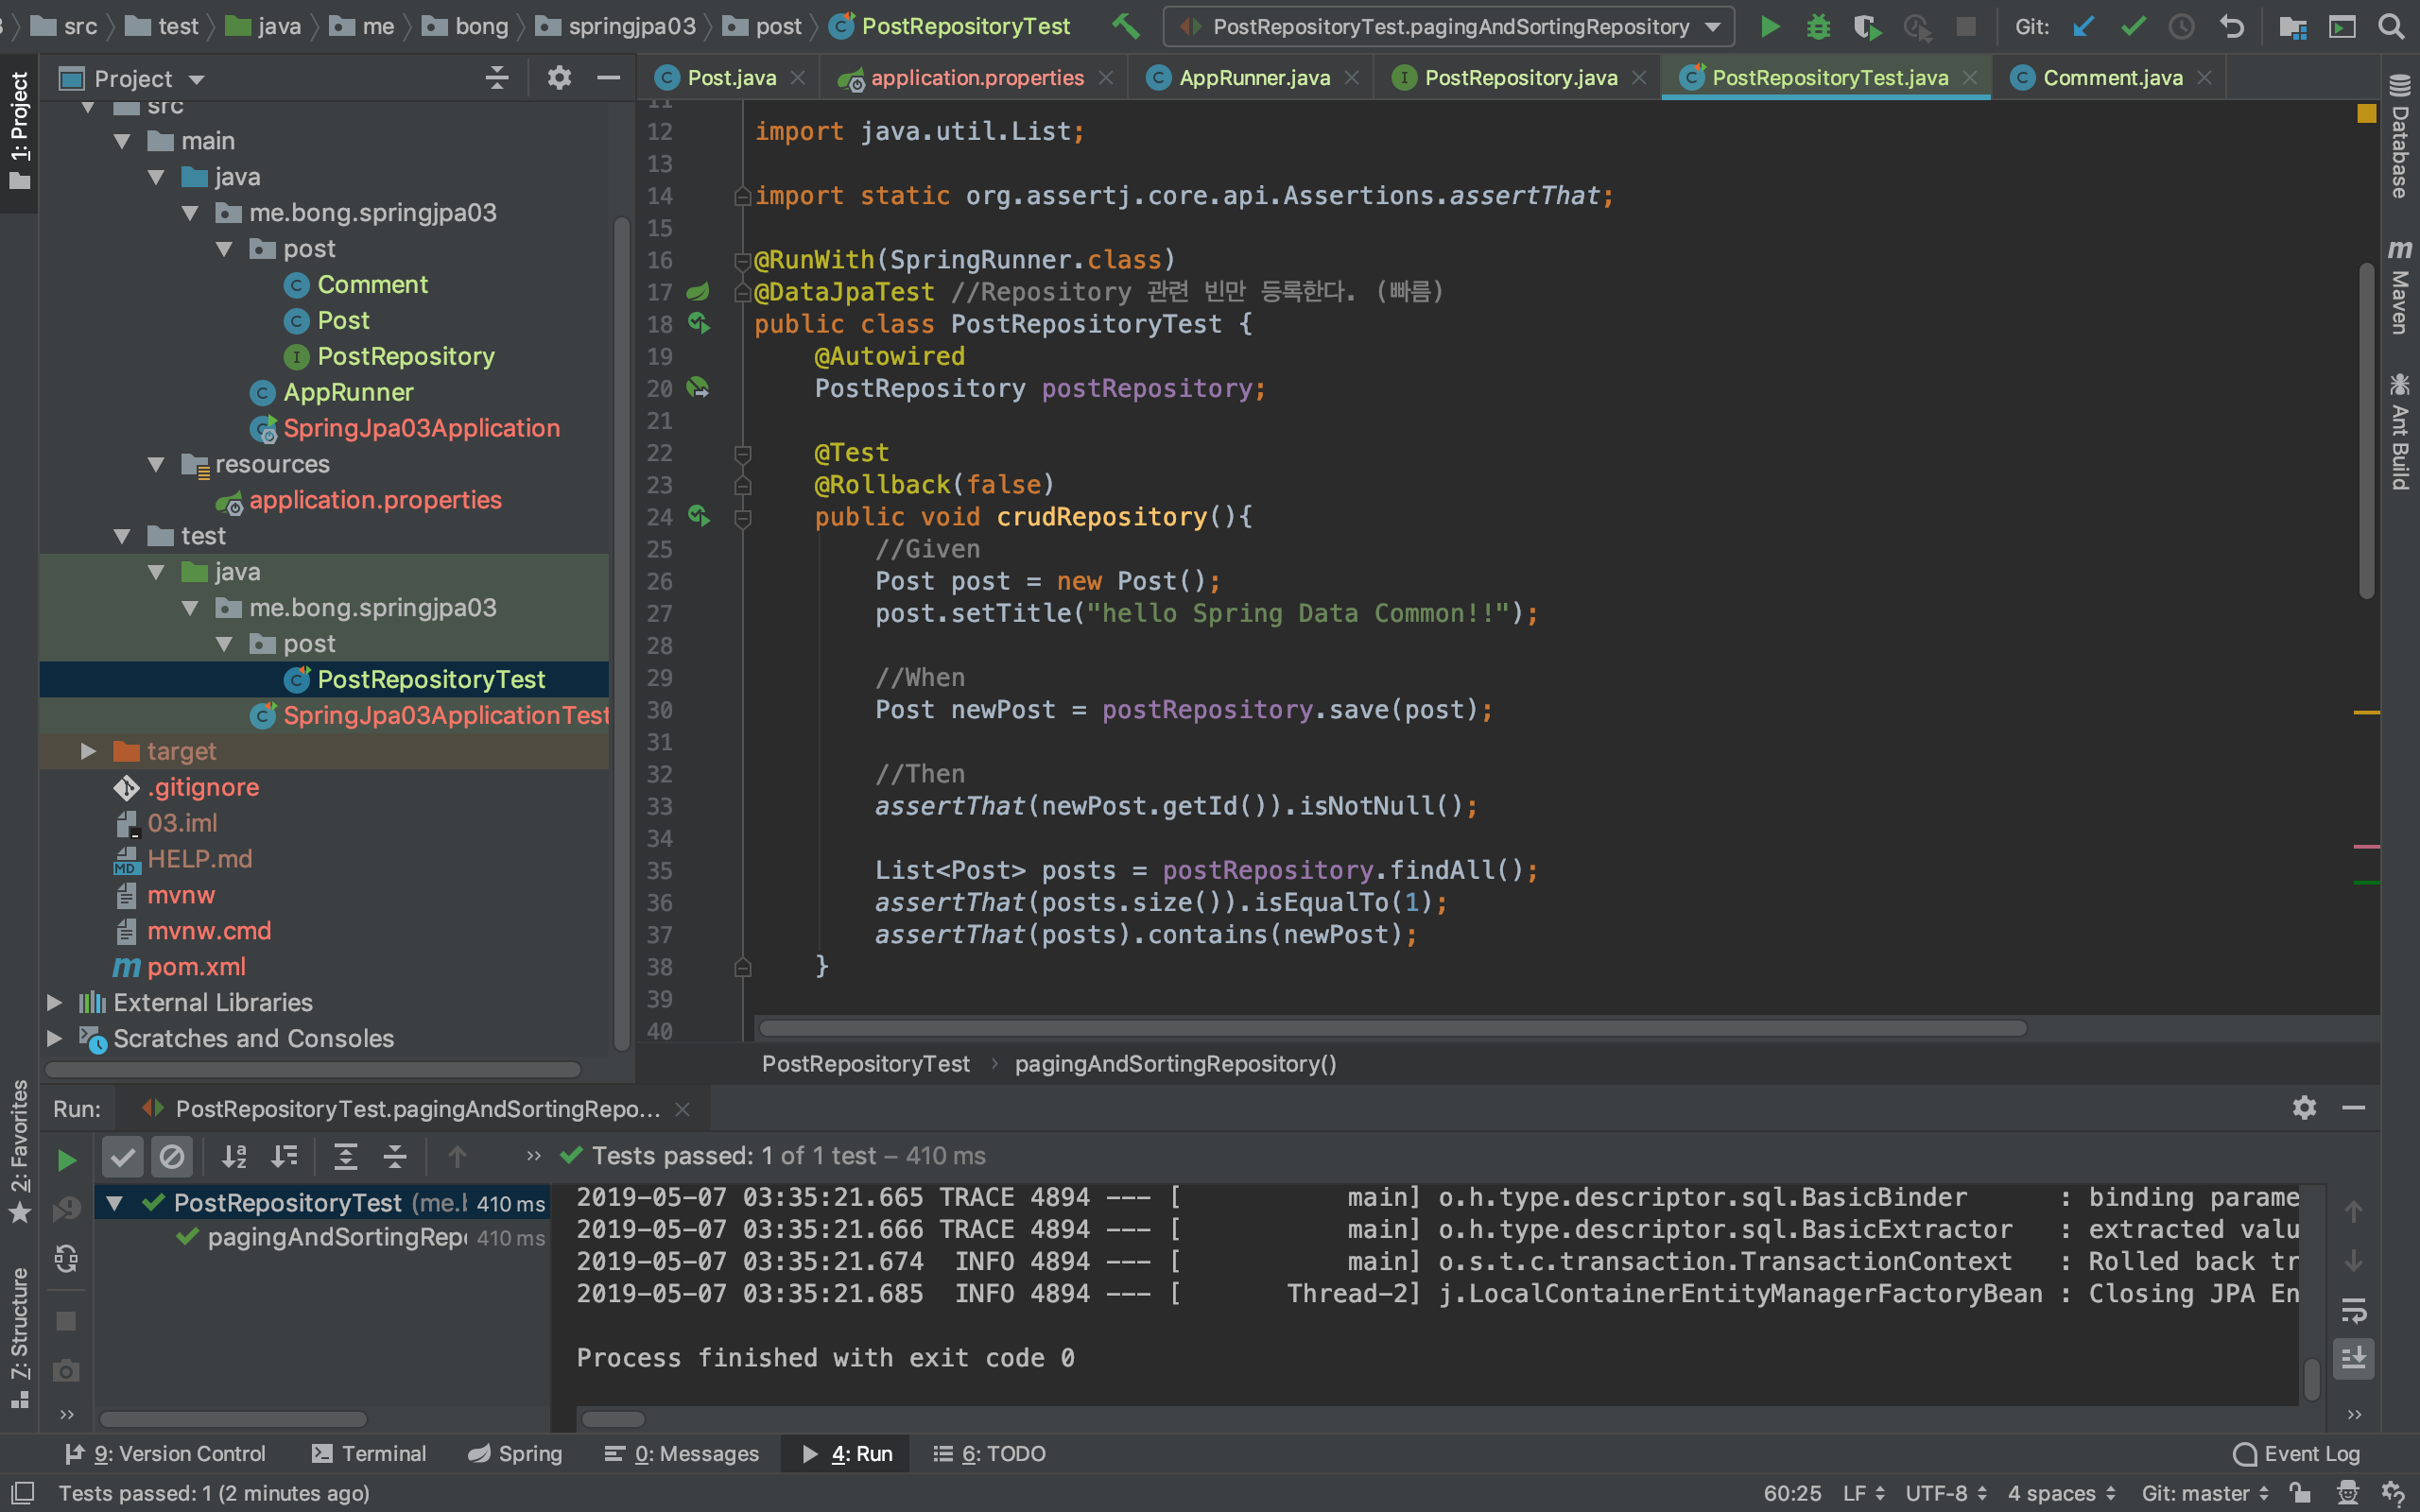 src test java me bong springjpa03 post PostRepositoryTest PostRepositoryTest.pagingAndSortingRepository Git:
1: Project
Project
src
main
java
me.bong.springjpa03
post
Comment
Post
PostRepository
AppRunner
SpringJpa03Application
resources
application.properties
test
java
me.bong.springjpa03
post
PostRepositoryTest
SpringJpa03ApplicationTest
target
.gitignore
03.iml
HELP.md
mvnw
mvnw.cmd
pom.xml
External Libraries
Scratches and Consoles
Post.java application.properties AppRunner.java PostRepository.java PostRepositoryTest.java Comment.java
11
12 import java.util.List;
13
14 import static org.assertj.core.api.Assertions.assertThat;
15
16 @RunWith(SpringRunner.class)
17 @DataJpaTest //Repository 관련 빈만 등록한다. (빠름)
18 public class PostRepositoryTest {
19 @Autowired
20 PostRepository postRepository;
21
22 @Test
23 @Rollback(false)
24 public void crudRepository(){
25 //Given
26 Post post = new Post();
27 post.setTitle("hello Spring Data Common!!");
28
29 //When
30 Post newPost = postRepository.save(post);
31
32 //Then
33 assertThat(newPost.getId()).isNotNull();
34
35 List<Post> posts = postRepository.findAll();
36 assertThat(posts.size()).isEqualTo(1);
37 assertThat(posts).contains(newPost);
38 }
39
40
PostRepositoryTest pagingAndSortingRepository()
Database
Maven
Ant Build
2: Favorites
7: Structure
Run: PostRepositoryTest.pagingAndSortingRepo...
Tests passed: 1 of 1 test – 410 ms
PostRepositoryTest (me.b 410 ms
pagingAndSortingRepo 410 ms
2019-05-07 03:35:21.665 TRACE 4894 --- [ main] o.h.type.descriptor.sql.BasicBinder : binding parame
2019-05-07 03:35:21.666 TRACE 4894 --- [ main] o.h.type.descriptor.sql.BasicExtractor : extracted valu
2019-05-07 03:35:21.674 INFO 4894 --- [ main] o.s.t.c.transaction.TransactionContext : Rolled back tr
2019-05-07 03:35:21.685 INFO 4894 --- [ Thread-2] j.LocalContainerEntityManagerFactoryBean : Closing JPA En
Process finished with exit code 0
9: Version Control Terminal Spring 0: Messages 4: Run 6: TODO Event Log
Tests passed: 1 (2 minutes ago) 60:25 LF UTF-8 4 spaces Git: master